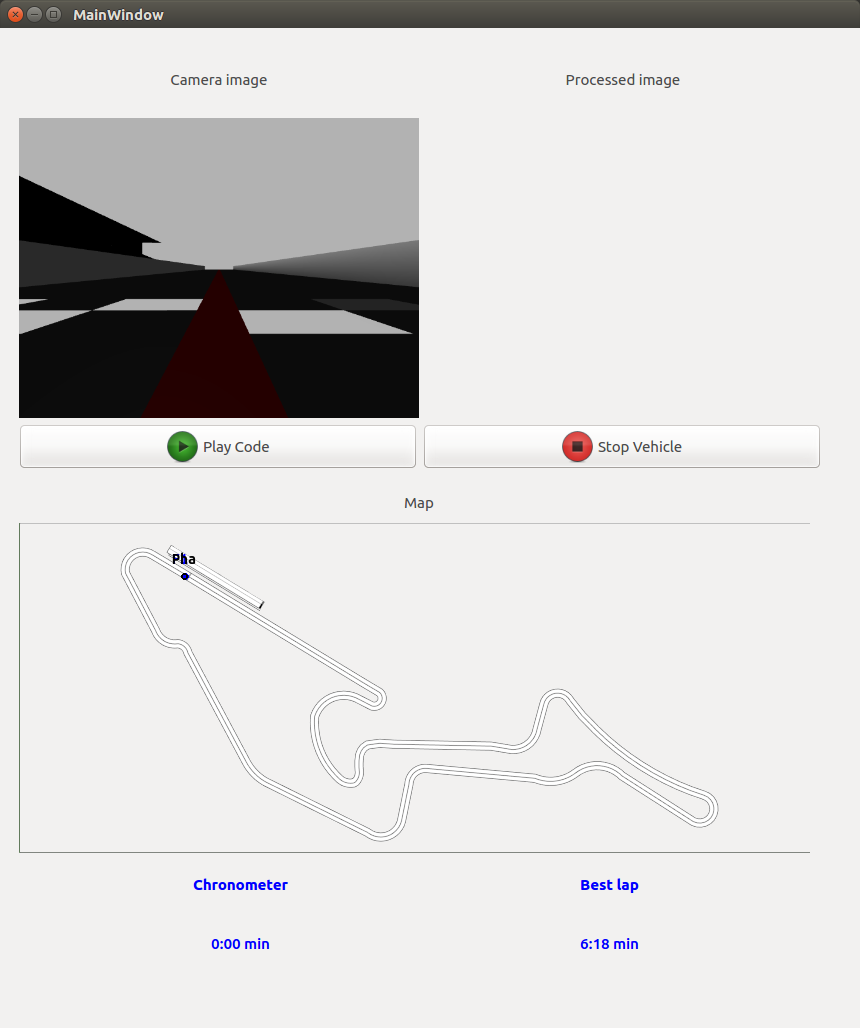 MainWindow
Camera image
Processed image
Play Code
Stop Vehicle
Map
Chronometer
Best lap
0:00 min
6:18 min